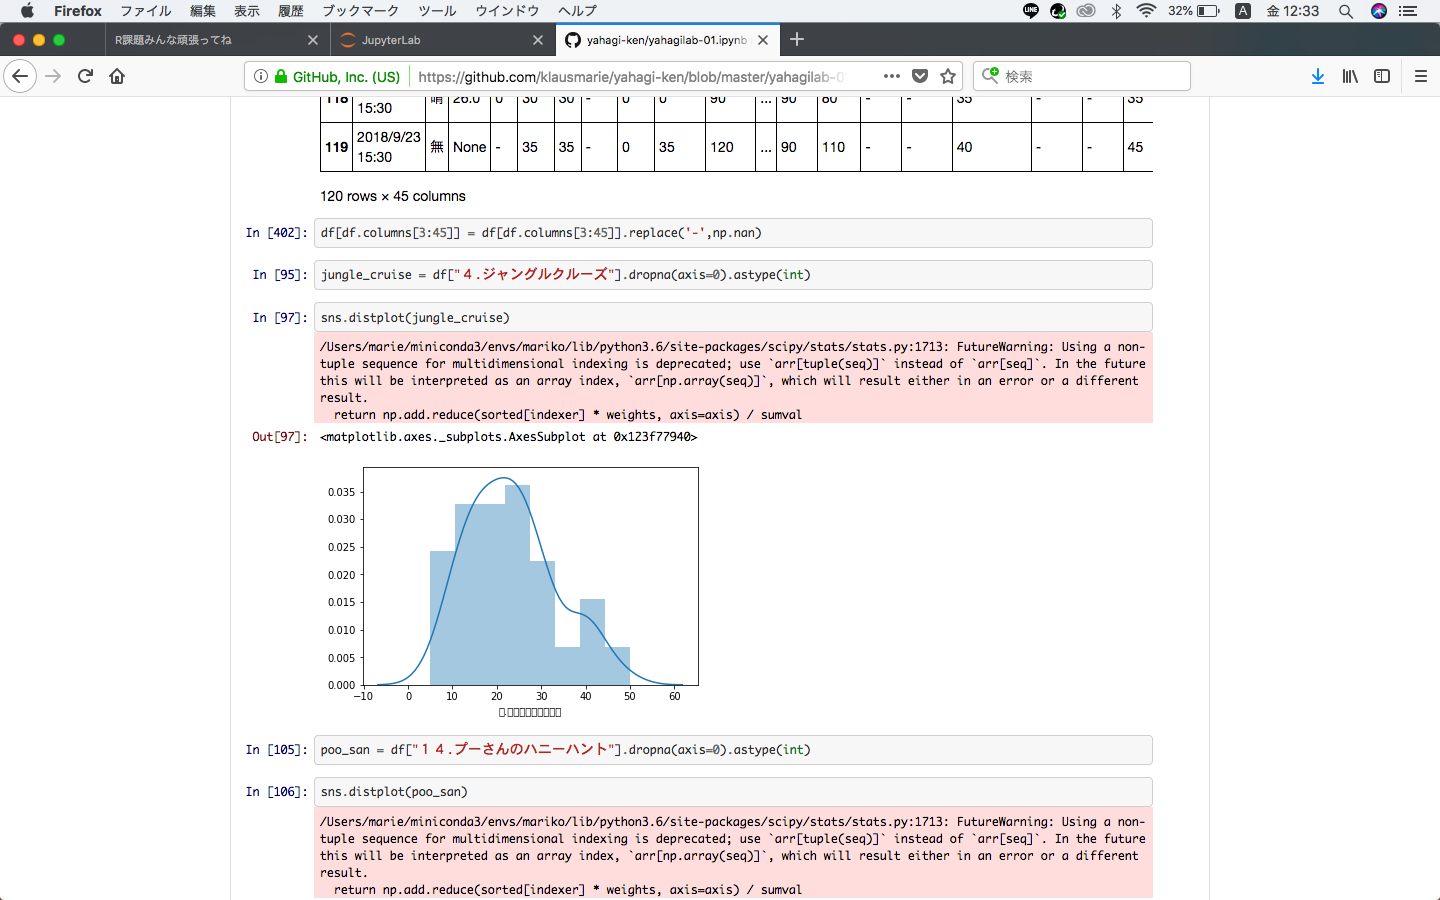 Firefox ファイル 編集 表示 履歴 ブックマーク ツール ウインドウ ヘルプ LINE 32% A 金 12:33
R課題みんな頑張ってね
JupyterLab
yahagi-ken/yahagilab-01.ipynb
GitHub, Inc. (US) https://github.com/klausmarie/yahagi-ken/blob/master/yahagilab-0 検索
118 15:30 晴 26.0 0 30 30 - 0 0 90 ... 90 80 - - 35 - - 35
119 2018/9/23 15:30 無 None - 35 35 - 0 35 120 ... 90 110 - - 40 - - 45
120 rows × 45 columns
In [402]: df[df.columns[3:45]] = df[df.columns[3:45]].replace('-',np.nan)
In [95]: jungle_cruise = df["４.ジャングルクルーズ"].dropna(axis=0).astype(int)
In [97]: sns.distplot(jungle_cruise)
/Users/marie/miniconda3/envs/mariko/lib/python3.6/site-packages/scipy/stats/stats.py:1713: FutureWarning: Using a non-
tuple sequence for multidimensional indexing is deprecated; use `arr[tuple(seq)]` instead of `arr[seq]`. In the future
this will be interpreted as an array index, `arr[np.array(seq)]`, which will result either in an error or a different
result.
return np.add.reduce(sorted[indexer] * weights, axis=axis) / sumval
Out[97]: <matplotlib.axes._subplots.AxesSubplot at 0x123f77940>
0.035
0.030
0.025
0.020
0.015
0.010
0.005
0.000
−10 0 10 20 30 40 50 60
In [105]: poo_san = df["１４.プーさんのハニーハント"].dropna(axis=0).astype(int)
In [106]: sns.distplot(poo_san)
/Users/marie/miniconda3/envs/mariko/lib/python3.6/site-packages/scipy/stats/stats.py:1713: FutureWarning: Using a non-
tuple sequence for multidimensional indexing is deprecated; use `arr[tuple(seq)]` instead of `arr[seq]`. In the future
this will be interpreted as an array index, `arr[np.array(seq)]`, which will result either in an error or a different
result.
return np.add.reduce(sorted[indexer] * weights, axis=axis) / sumval